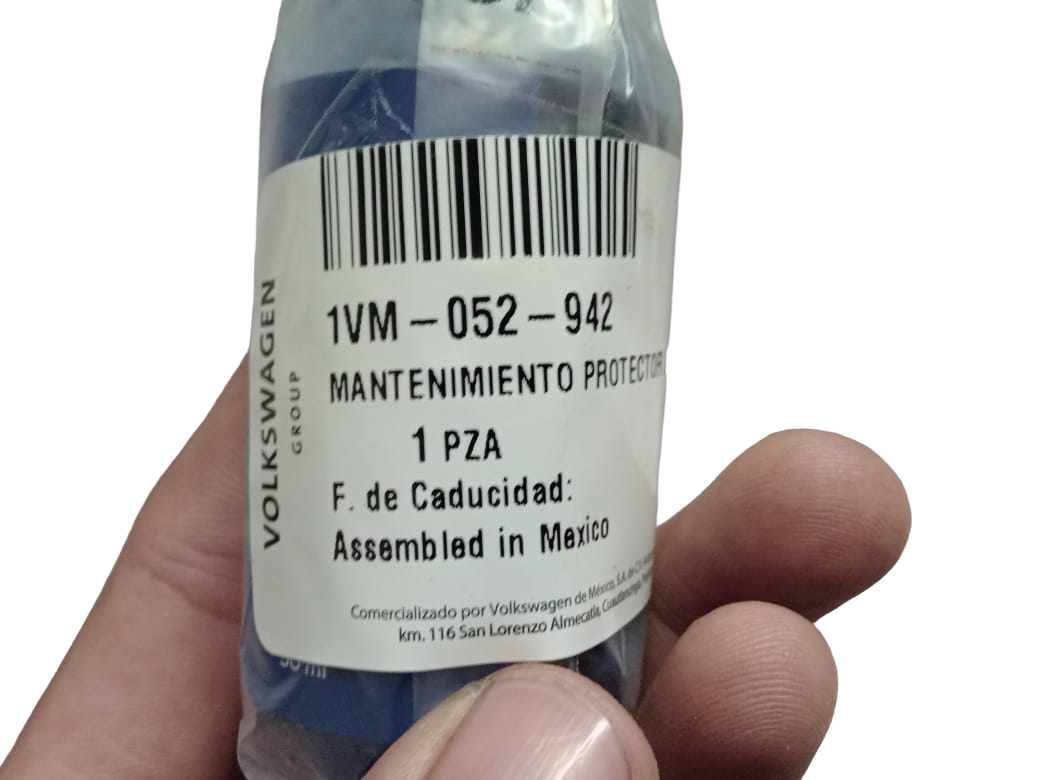 1VM-052-942
MANTENIMIENTO PROTECTOR
1 PZA
F. de Caducidad:
Assembled in Mexico
Comercializado por Volkswagen de México, S.A. de C.V.
km. 116 San Lorenzo Almecatla, Cuautlancingo,
VOLKSWAGEN
GROUP